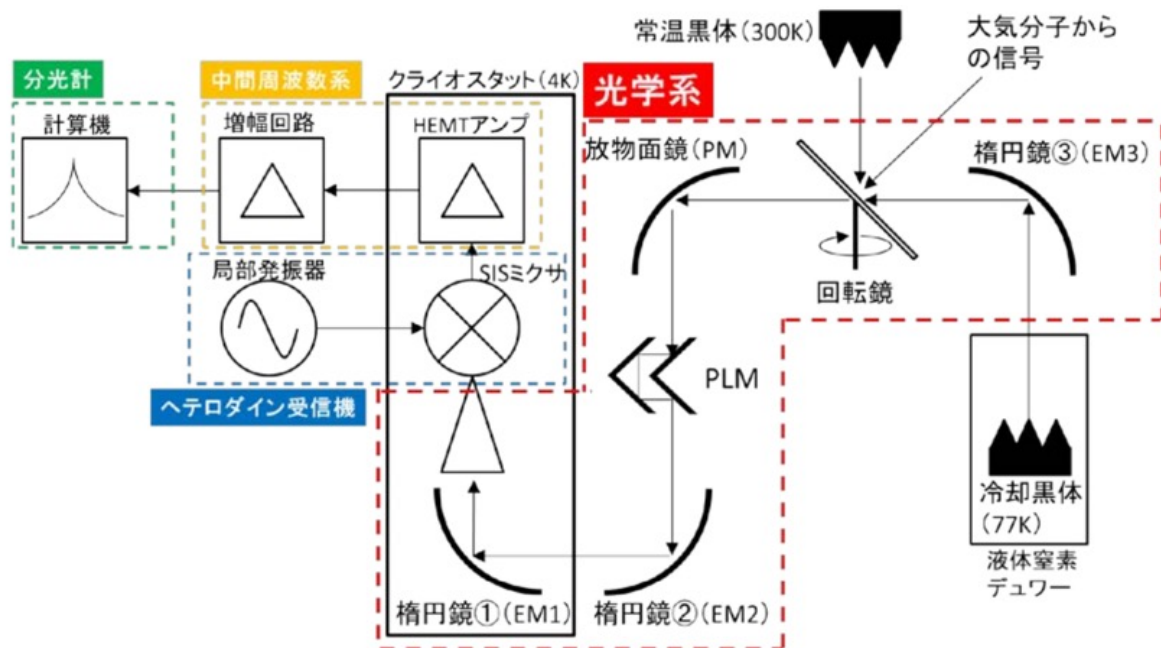 常温黒体(300K)
大気分子から
の信号
分光計
中間周波数系
クライオスタット(4K)
光学系
計算機
増幅回路
HEMTアンプ
放物面鏡(PM)
楕円鏡③(EM3)
局部発振器
SISミクサ
回転鏡
PLM
ヘテロダイン受信機
冷却黒体
(77K)
液体窒素
デュワー
楕円鏡①(EM1)
楕円鏡②(EM2)